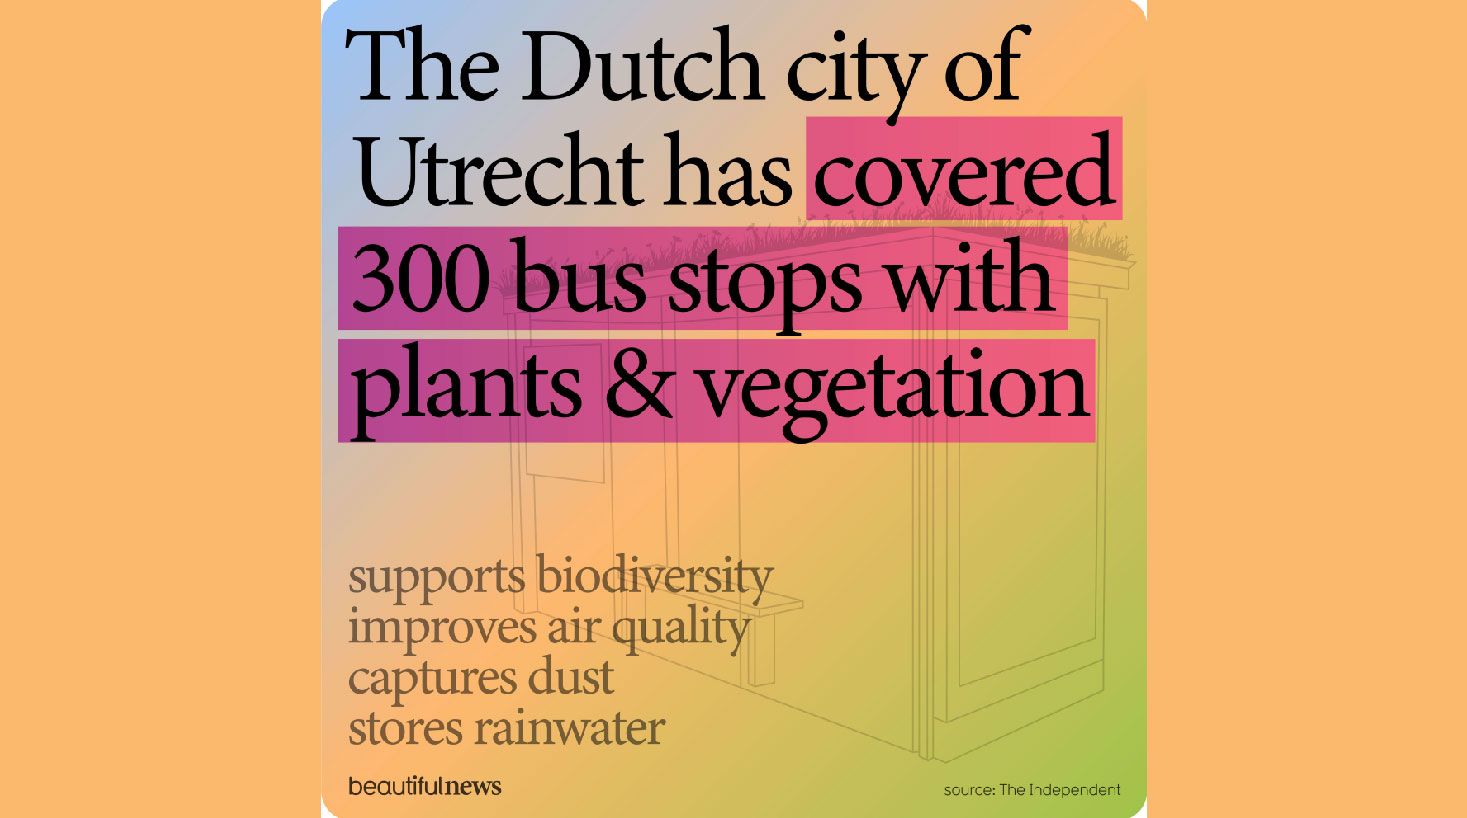 The Dutch city of
Utrecht has covered
300 bus stops with
plants & vegetation
supports biodiversity
improves air quality
captures dust
stores rainwater
beautifulnews
source: The Independent